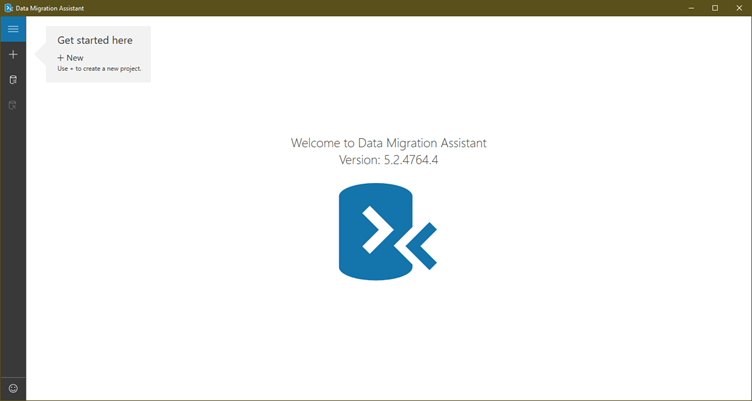 Data Migration Assistant
Get started here
+ New
Use + to create a new project.
Welcome to Data Migration Assistant
Version: 5.2.4764.4